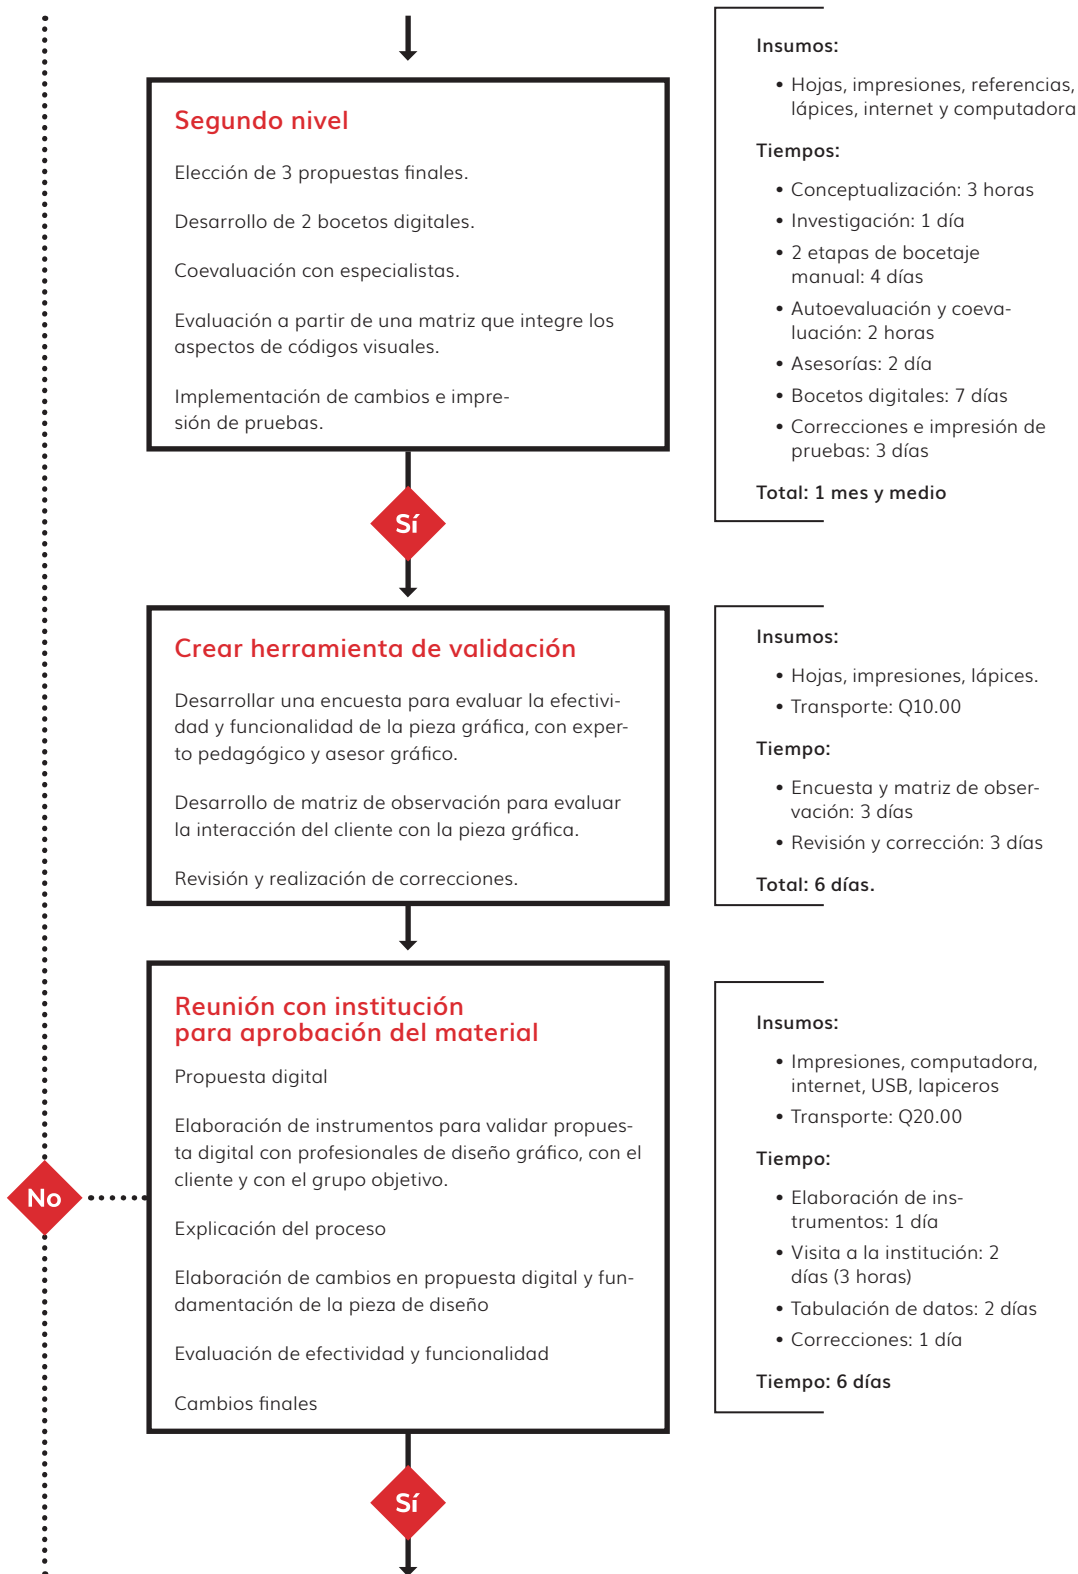 Segundo nivel
Elección de 3 propuestas finales.
Desarrollo de 2 bocetos digitales.
Coevaluación con especialistas.
Evaluación a partir de una matriz que integre los
aspectos de códigos visuales.
Implementación de cambios e impre-
sión de pruebas.
Insumos:
• Hojas, impresiones, referencias,
lápices, internet y computadora
Tiempos:
• Conceptualización: 3 horas
• Investigación: 1 día
• 2 etapas de bocetaje
manual: 4 días
• Autoevaluación y coeva-
luación: 2 horas
• Asesorías: 2 día
• Bocetos digitales: 7 días
• Correcciones e impresión de
pruebas: 3 días
Total: 1 mes y medio
Sí
Crear herramienta de validación
Desarrollar una encuesta para evaluar la efectivi-
dad y funcionalidad de la pieza gráfica, con exper-
to pedagógico y asesor gráfico.
Desarrollo de matriz de observación para evaluar
la interacción del cliente con la pieza gráfica.
Revisión y realización de correcciones.
Insumos:
• Hojas, impresiones, lápices.
• Transporte: Q10.00
Tiempo:
• Encuesta y matriz de obser-
vación: 3 días
• Revisión y corrección: 3 días
Total: 6 días.
Reunión con institución
para aprobación del material
Propuesta digital
Elaboración de instrumentos para validar propues-
ta digital con profesionales de diseño gráfico, con el
cliente y con el grupo objetivo.
Explicación del proceso
Elaboración de cambios en propuesta digital y fun-
damentación de la pieza de diseño
Evaluación de efectividad y funcionalidad
Cambios finales
No
Insumos:
• Impresiones, computadora,
internet, USB, lapiceros
• Transporte: Q20.00
Tiempo:
• Elaboración de ins-
trumentos: 1 día
• Visita a la institución: 2
días (3 horas)
• Tabulación de datos: 2 días
• Correcciones: 1 día
Tiempo: 6 días
Sí